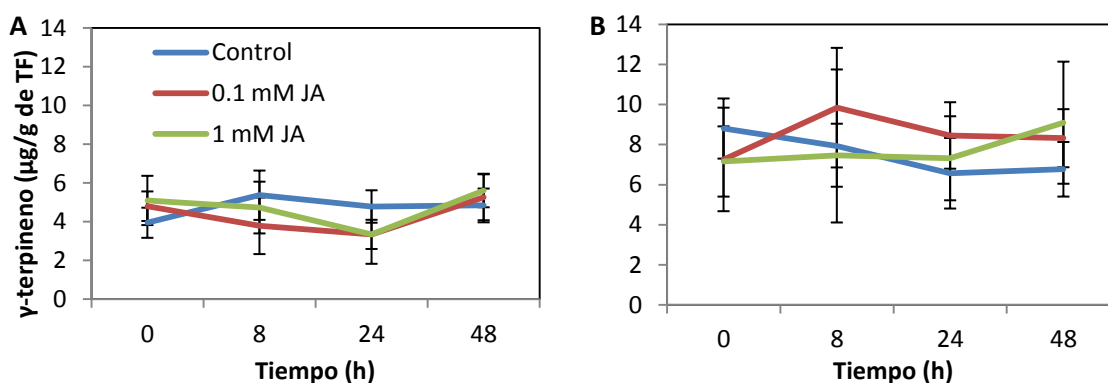 A
γ-terpineno (µg/g de TF)
14
12
10
8
6
4
2
0
Control
0.1 mM JA
1 mM JA
0 8 24 48
Tiempo (h)
B
14
12
10
8
6
4
2
0
0 8 24 48
Tiempo (h)